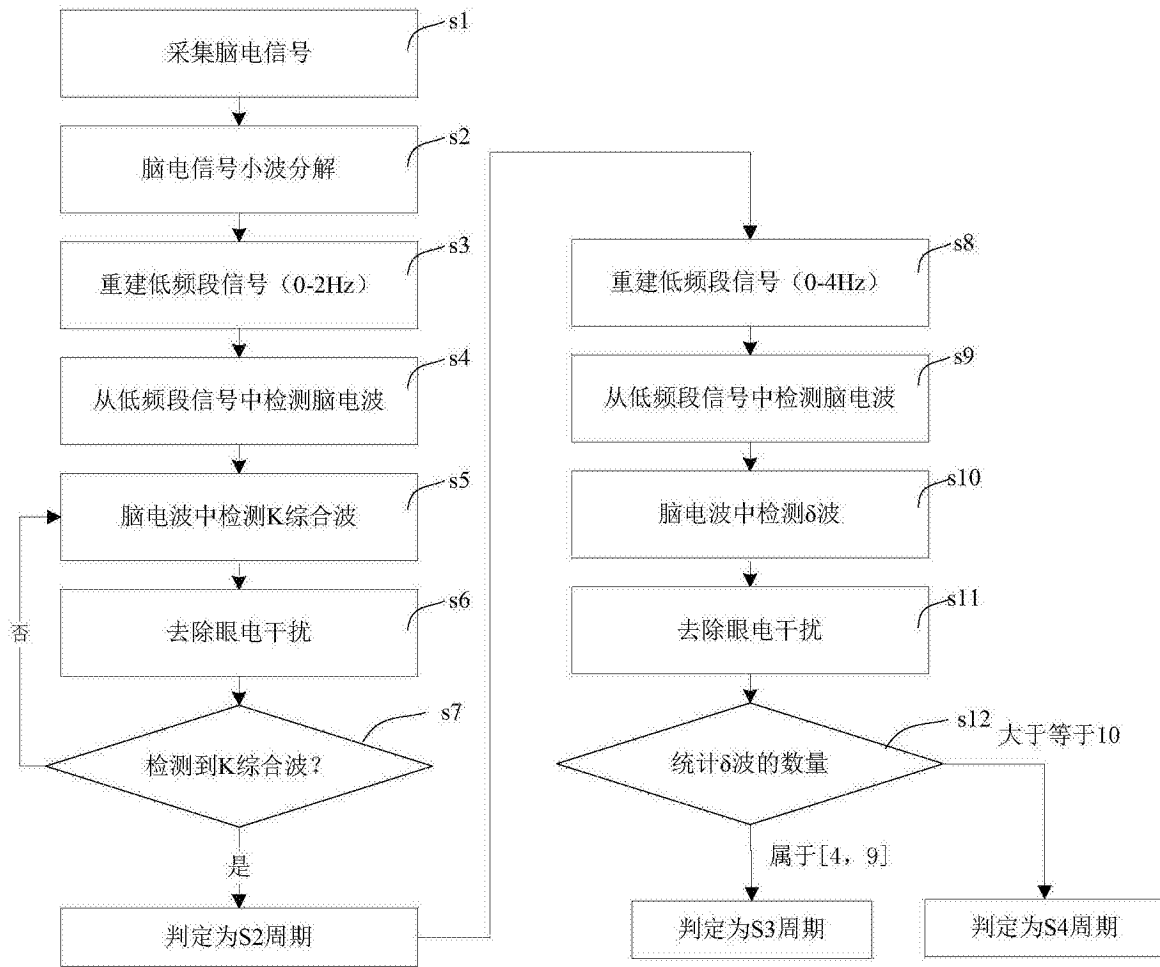 s1
采集脑电信号
s2
脑电信号小波分解
s3
重建低频段信号（0-2Hz）
s4
从低频段信号中检测脑电波
s5
脑电波中检测K综合波
s6
去除眼电干扰
否
s7
检测到K综合波？
是
判定为S2周期
s8
重建低频段信号（0-4Hz）
s9
从低频段信号中检测脑电波
s10
脑电波中检测δ波
s11
去除眼电干扰
s12
统计δ波的数量
大于等于10
属于[4，9]
判定为S3周期
判定为S4周期